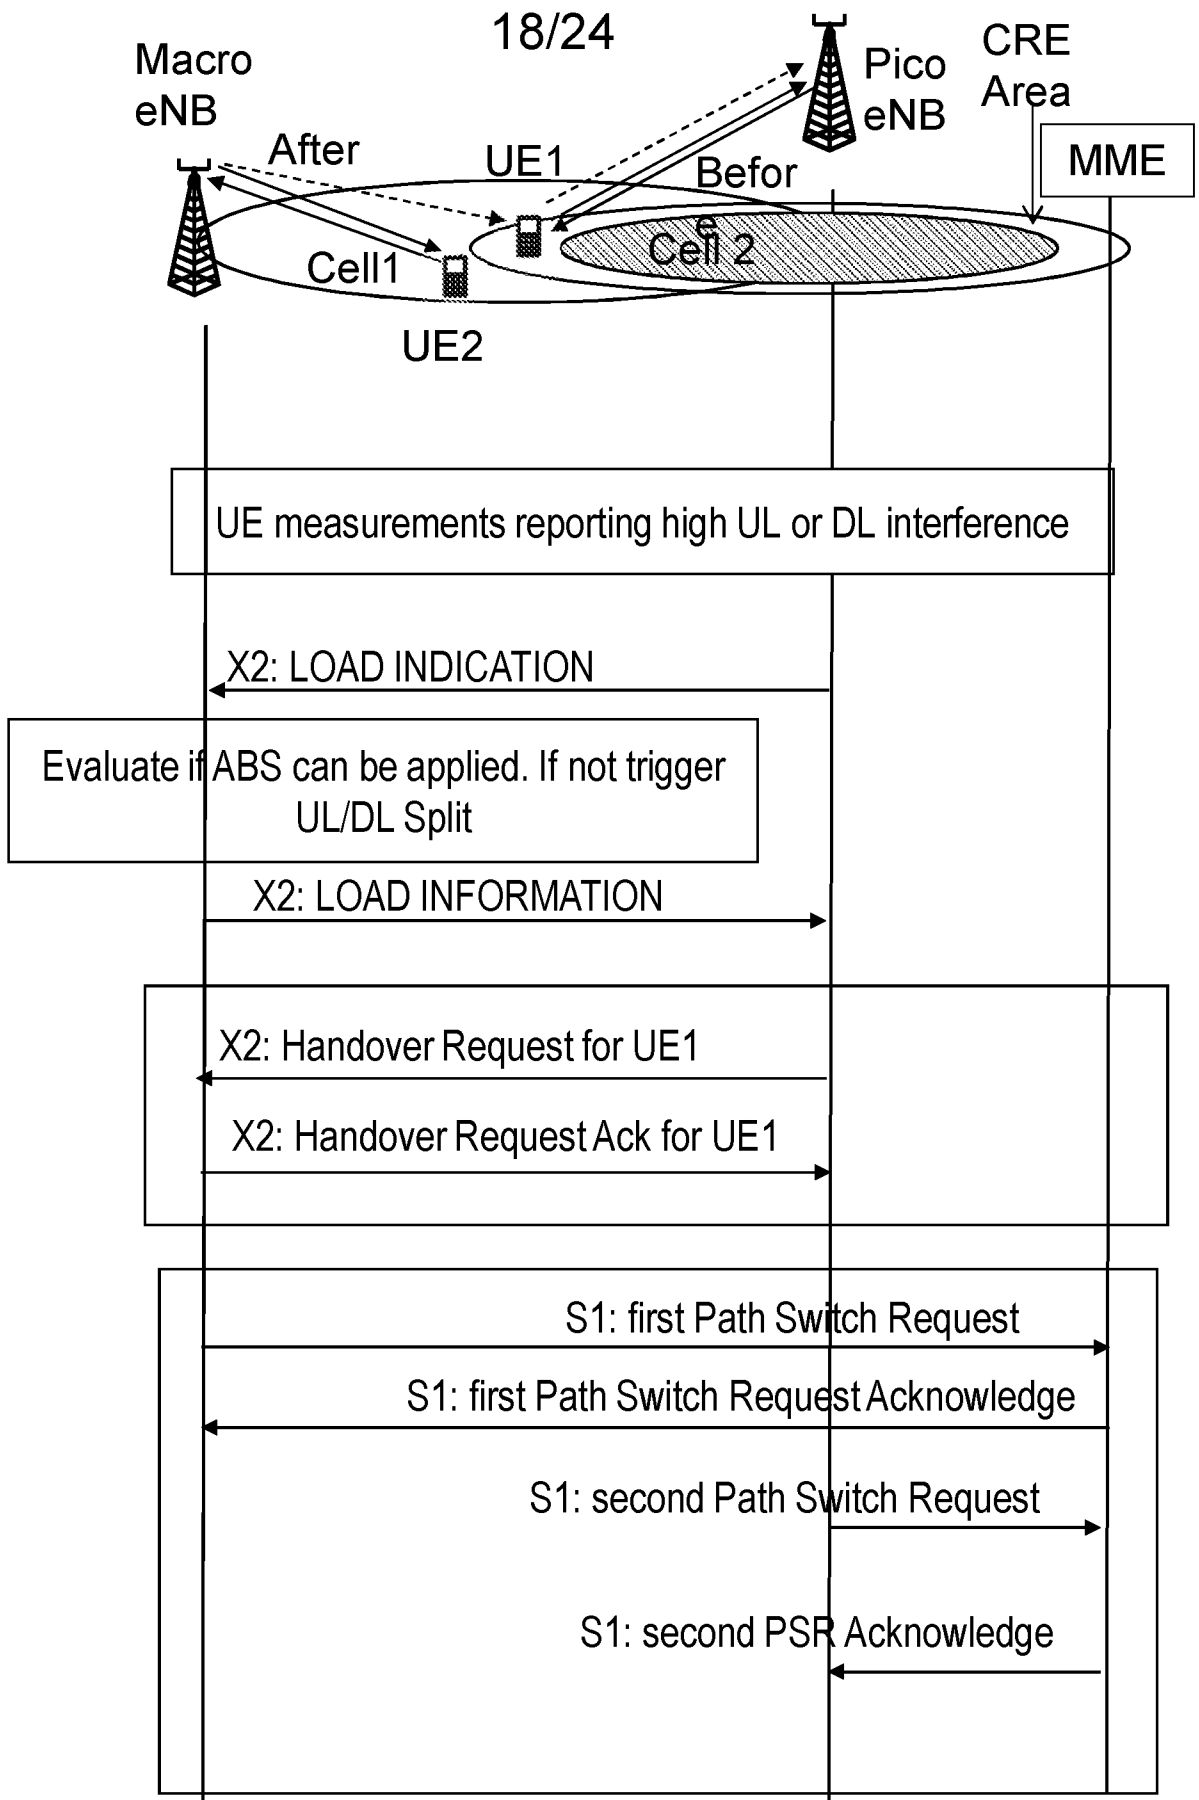 18/24
Macro
eNB
Pico
eNB
CRE
Area
MME
After
UE1
Befor
e
Cell1
Cell 2
UE2
UE measurements reporting high UL or DL interference
X2: LOAD INDICATION
Evaluate if ABS can be applied. If not trigger
UL/DL Split
X2: LOAD INFORMATION
X2: Handover Request for UE1
X2: Handover Request Ack for UE1
S1: first Path Switch Request
S1: first Path Switch Request Acknowledge
S1: second Path Switch Request
S1: second PSR Acknowledge